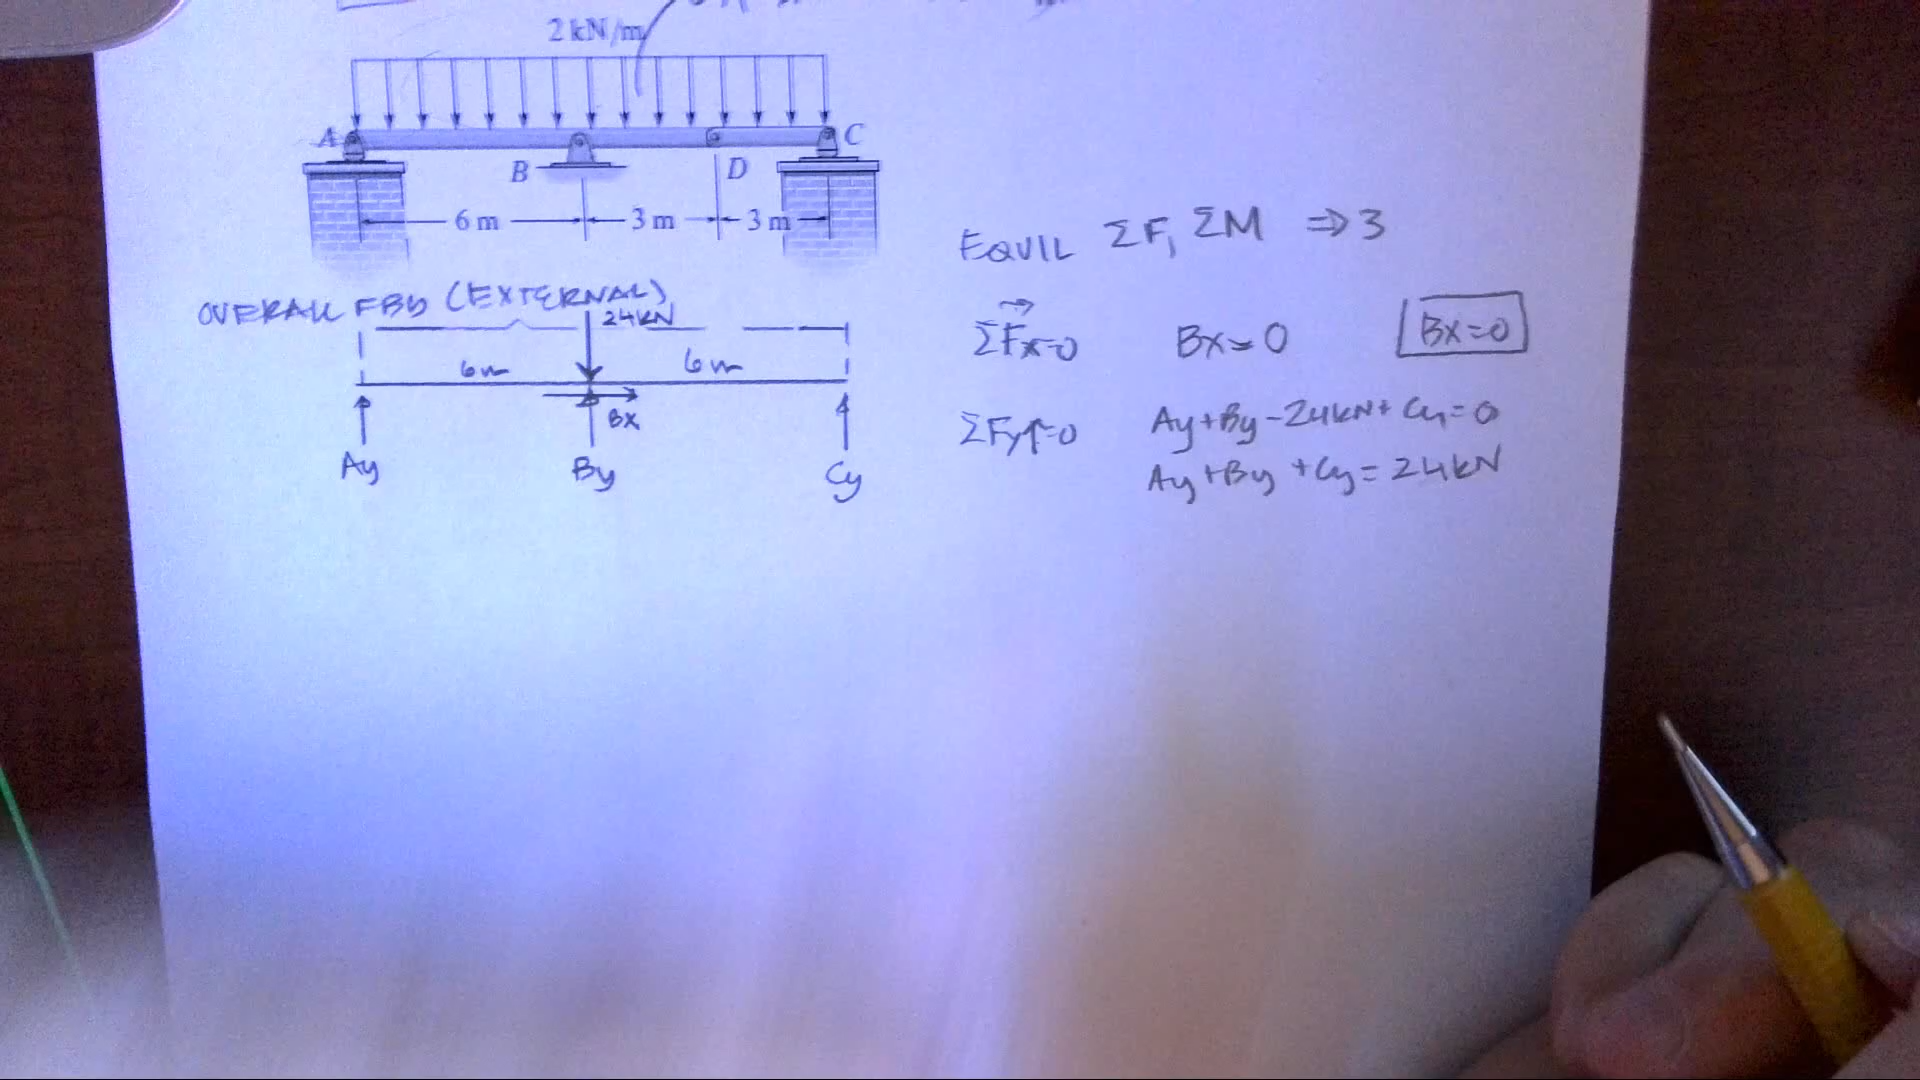 2 kN/m
A
C
B
D
6 m
3 m
3 m
EQUIL ΣF, ΣM ⇒ 3
OVERALL FBD (EXTERNAL)
24KN
6m
6m
Bx
Ay
By
Cy
ΣFx=0 Bx=0 Bx=0
ΣFy↑=0 Ay+By-24kN+Cy=0
Ay+By+Cy=24kN